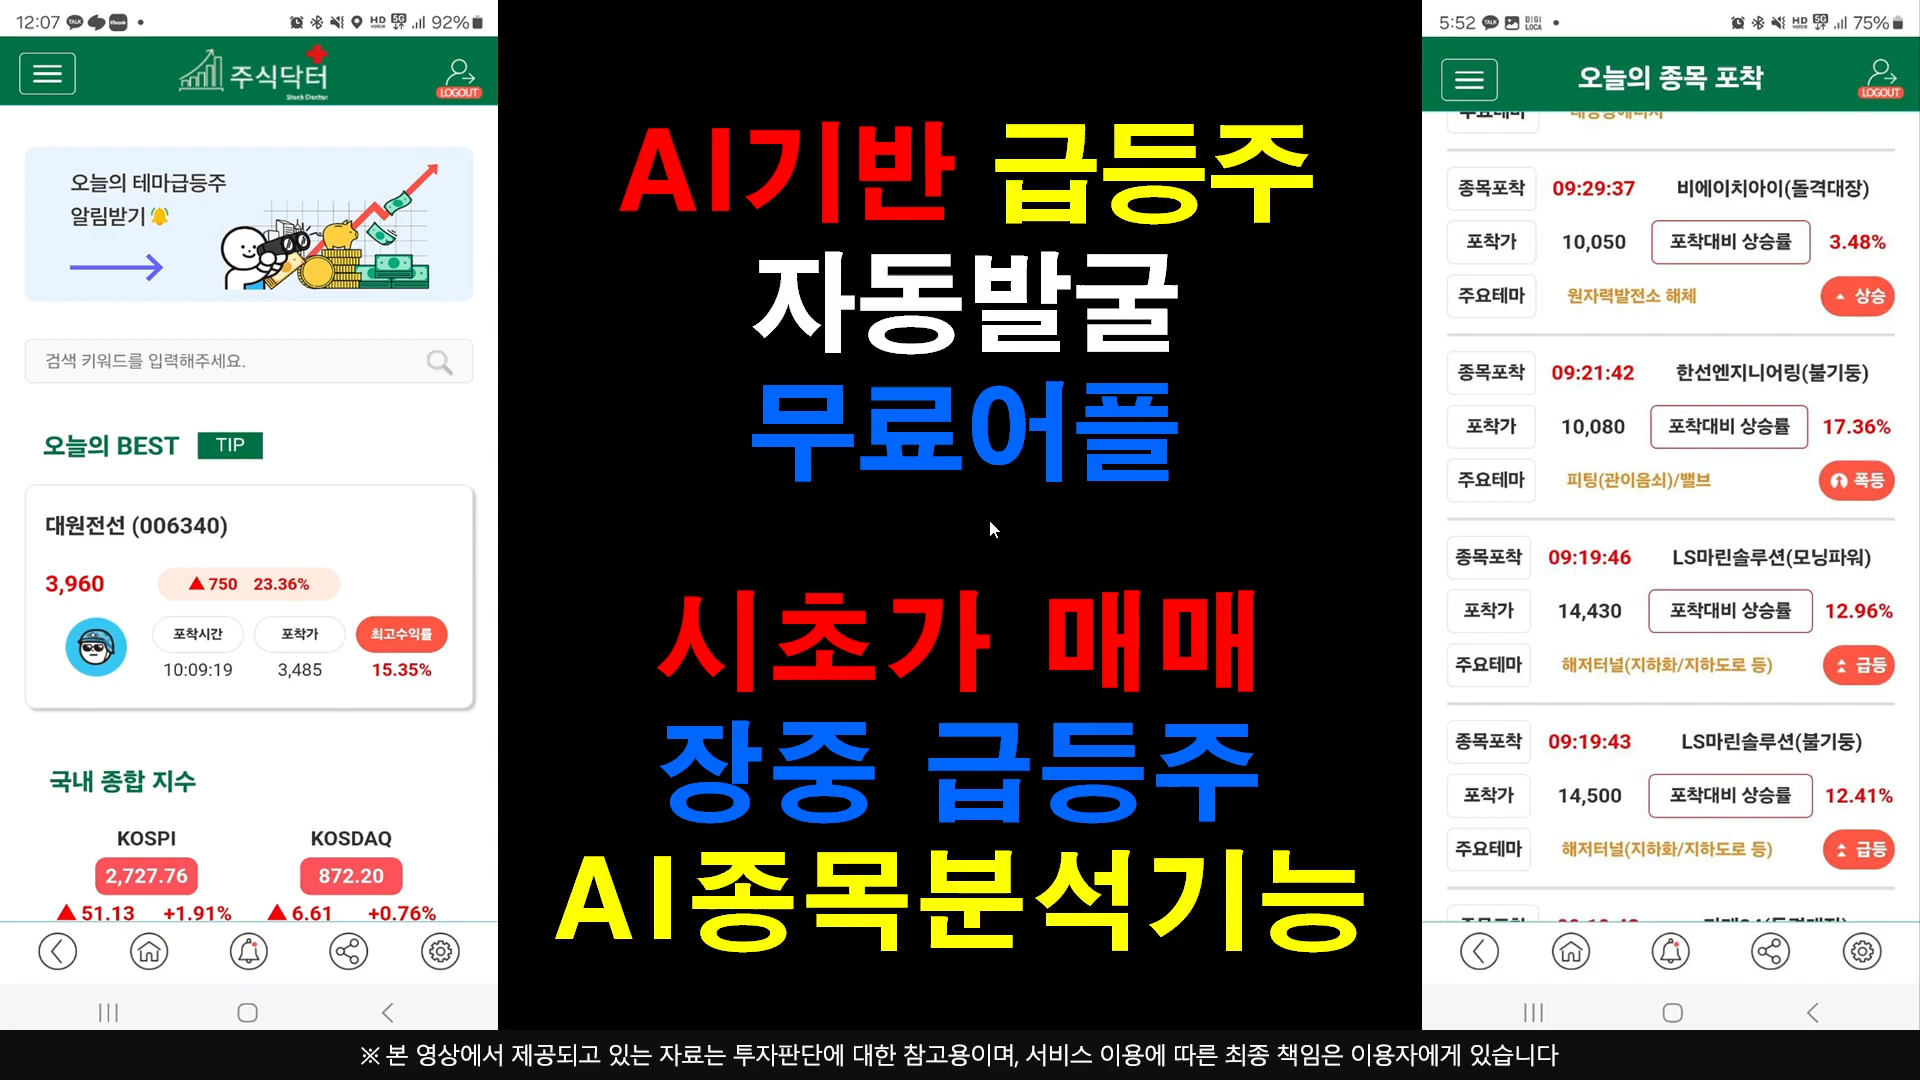 12:07
92%
주식닥터
Stock Doctor
LOGOUT
오늘의 테마급등주
알림받기
검색 키워드를 입력해주세요.
오늘의 BEST TIP
대원전선 (006340)
3,960 ▲750 23.36%
포착시간 포착가 최고수익률
10:09:19 3,485 15.35%
국내 종합 지수
KOSPI KOSDAQ
2,727.76 872.20
▲51.13 +1.91% ▲6.61 +0.76%
AI기반 급등주
자동발굴
무료어플
시초가 매매
장중 급등주
AI종목분석기능
5:52
75%
오늘의 종목 포착
LOGOUT
종목포착 09:29:37 비에이치아이(돌격대장)
포착가 10,050 포착대비 상승률 3.48%
주요테마 원자력발전소 해체 상승
종목포착 09:21:42 한선엔지니어링(불기둥)
포착가 10,080 포착대비 상승률 17.36%
주요테마 피팅(관이음쇠)/밸브 폭등
종목포착 09:19:46 LS마린솔루션(모닝파워)
포착가 14,430 포착대비 상승률 12.96%
주요테마 해저터널(지하화/지하도로 등) 급등
종목포착 09:19:43 LS마린솔루션(불기둥)
포착가 14,500 포착대비 상승률 12.41%
주요테마 해저터널(지하화/지하도로 등) 급등
※ 본 영상에서 제공되고 있는 자료는 투자판단에 대한 참고용이며, 서비스 이용에 따른 최종 책임은 이용자에게 있습니다